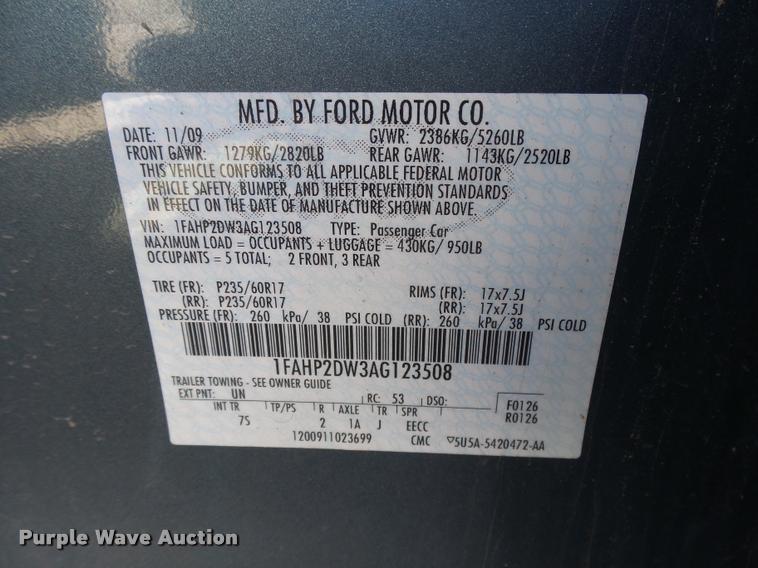 MFD. BY FORD MOTOR CO.
DATE: 11/09 GVWR: 2386KG/5260LB
FRONT GAWR: 1279KG/2820LB REAR GAWR: 1143KG/2520LB
THIS VEHICLE CONFORMS TO ALL APPLICABLE FEDERAL MOTOR
VEHICLE SAFETY, BUMPER, AND THEFT PREVENTION STANDARDS
IN EFFECT ON THE DATE OF MANUFACTURE SHOWN ABOVE.
VIN: 1FAHP2DW3AG123508 TYPE: Passenger Car
MAXIMUM LOAD = OCCUPANTS + LUGGAGE = 430KG/ 950LB
OCCUPANTS = 5 TOTAL; 2 FRONT, 3 REAR
TIRE (FR): P235/60R17 RIMS (FR): 17x7.5J
(RR): P235/60R17 (RR): 17x7.5J
PRESSURE (FR): 260 kPa/ 38 PSI COLD (RR): 260 kPa/ 38 PSI COLD
1FAHP2DW3AG123508
TRAILER TOWING - SEE OWNER GUIDE
EXT PNT: UN RC: 53 DSO: F0126
INT TR TP/PS R AXLE TR SPR R0126
7S 2 1A J EECC
1200911023699 CMC ▽5U5A-5420472-AA
Purple Wave Auction